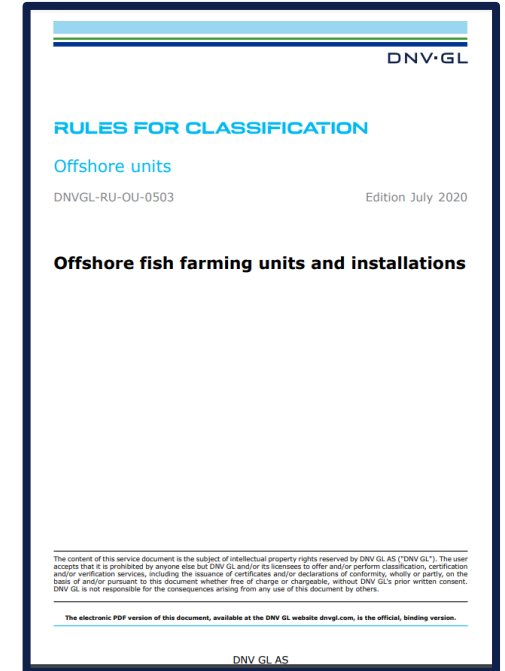 DNV·GL
RULES FOR CLASSIFICATION
Offshore units
DNVGL-RU-OU-0503 Edition July 2020
Offshore fish farming units and installations
The content of this service document is the subject of intellectual property rights reserved by DNV GL AS ("DNV GL"). The user
accepts that it is prohibited by anyone else but DNV GL and/or its licensees to offer and/or perform classification, certification
and/or verification services, including the issuance of certificates and/or declarations of conformity, wholly or partly, on the
basis of and/or pursuant to this document whether free of charge or chargeable, without DNV GL's prior written consent.
DNV GL is not responsible for the consequences arising from any use of this document by others.
The electronic PDF version of this document, available at the DNV GL website dnvgl.com, is the official, binding version.
DNV GL AS